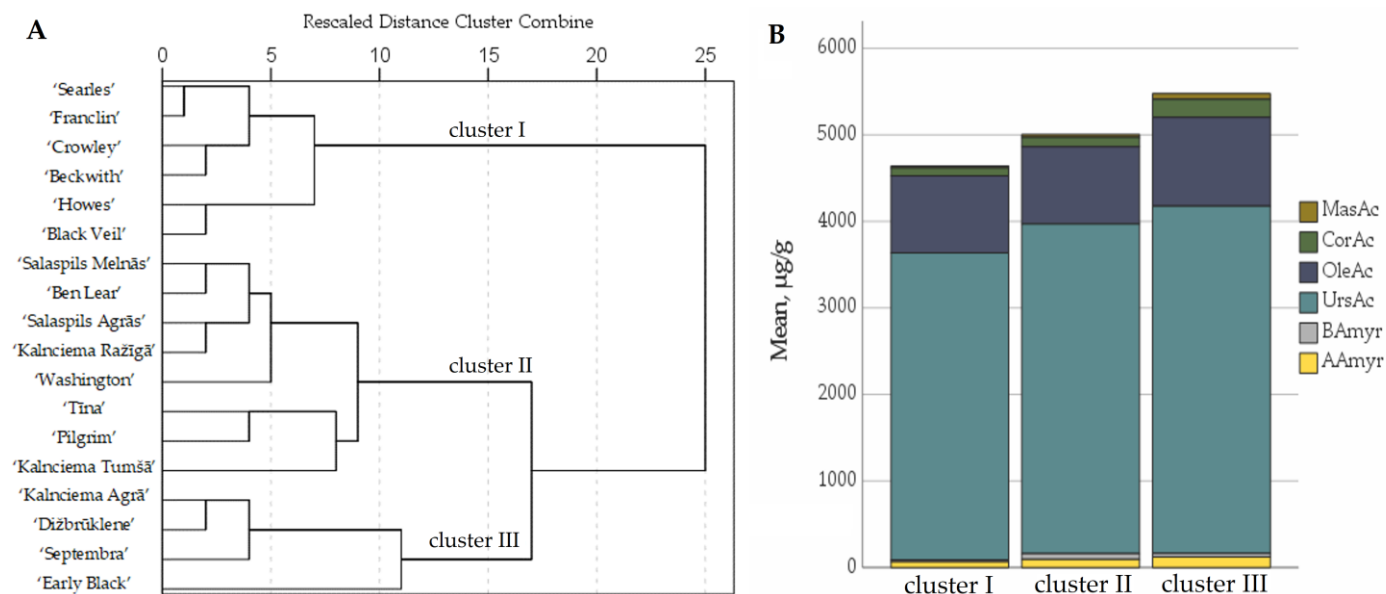 A
Rescaled Distance Cluster Combine
0 5 10 15 20 25
'Searles'
'Franclin'
'Crowley'
'Beckwith'
'Howes'
'Black Veil'
'Salaspils Melnās'
'Ben Lear'
'Salaspils Agrās'
'Kalnciema Ražīgā'
'Washington'
'Tīna'
'Pilgrim'
'Kalnciema Tumšā'
'Kalnciema Agrā'
'Dižbrūklene'
'Septembra'
'Early Black'
cluster I
cluster II
cluster III
B
Mean, µg/g
6000
5000
4000
3000
2000
1000
0
cluster I cluster II cluster III
MasAc
CorAc
OleAc
UrsAc
BAmyr
AAmyr